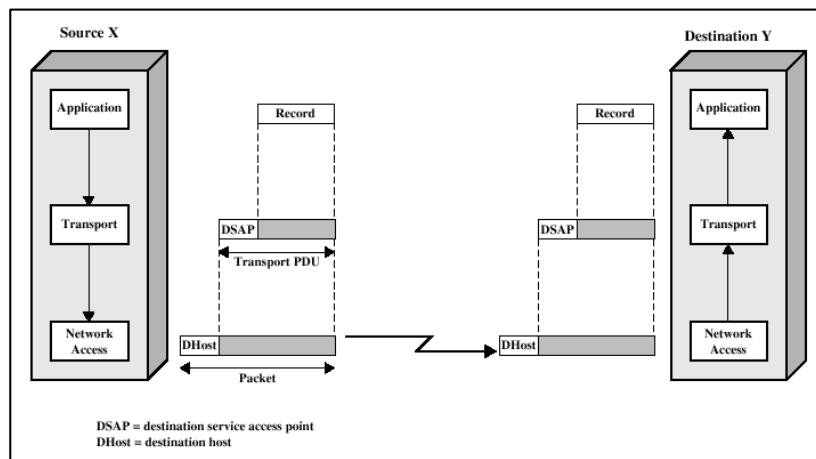 Source X
Destination Y
Application
Record
Record
Application
Transport
DSAP
DSAP
Transport
Transport PDU
Network
Access
DHost
DHost
Network
Access
Packet
DSAP = destination service access point
DHost = destination host